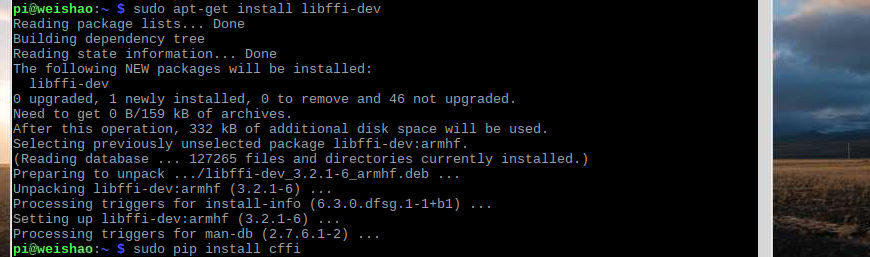 pi@weishao:~ $ sudo apt-get install libffi-dev
Reading package lists... Done
Building dependency tree
Reading state information... Done
The following NEW packages will be installed:
  libffi-dev
0 upgraded, 1 newly installed, 0 to remove and 46 not upgraded.
Need to get 0 B/159 kB of archives.
After this operation, 332 kB of additional disk space will be used.
Selecting previously unselected package libffi-dev:armhf.
(Reading database ... 127265 files and directories currently installed.)
Preparing to unpack .../libffi-dev_3.2.1-6_armhf.deb ...
Unpacking libffi-dev:armhf (3.2.1-6) ...
Processing triggers for install-info (6.3.0.dfsg.1-1+b1) ...
Setting up libffi-dev:armhf (3.2.1-6) ...
Processing triggers for man-db (2.7.6.1-2) ...
pi@weishao:~ $ sudo pip install cffi